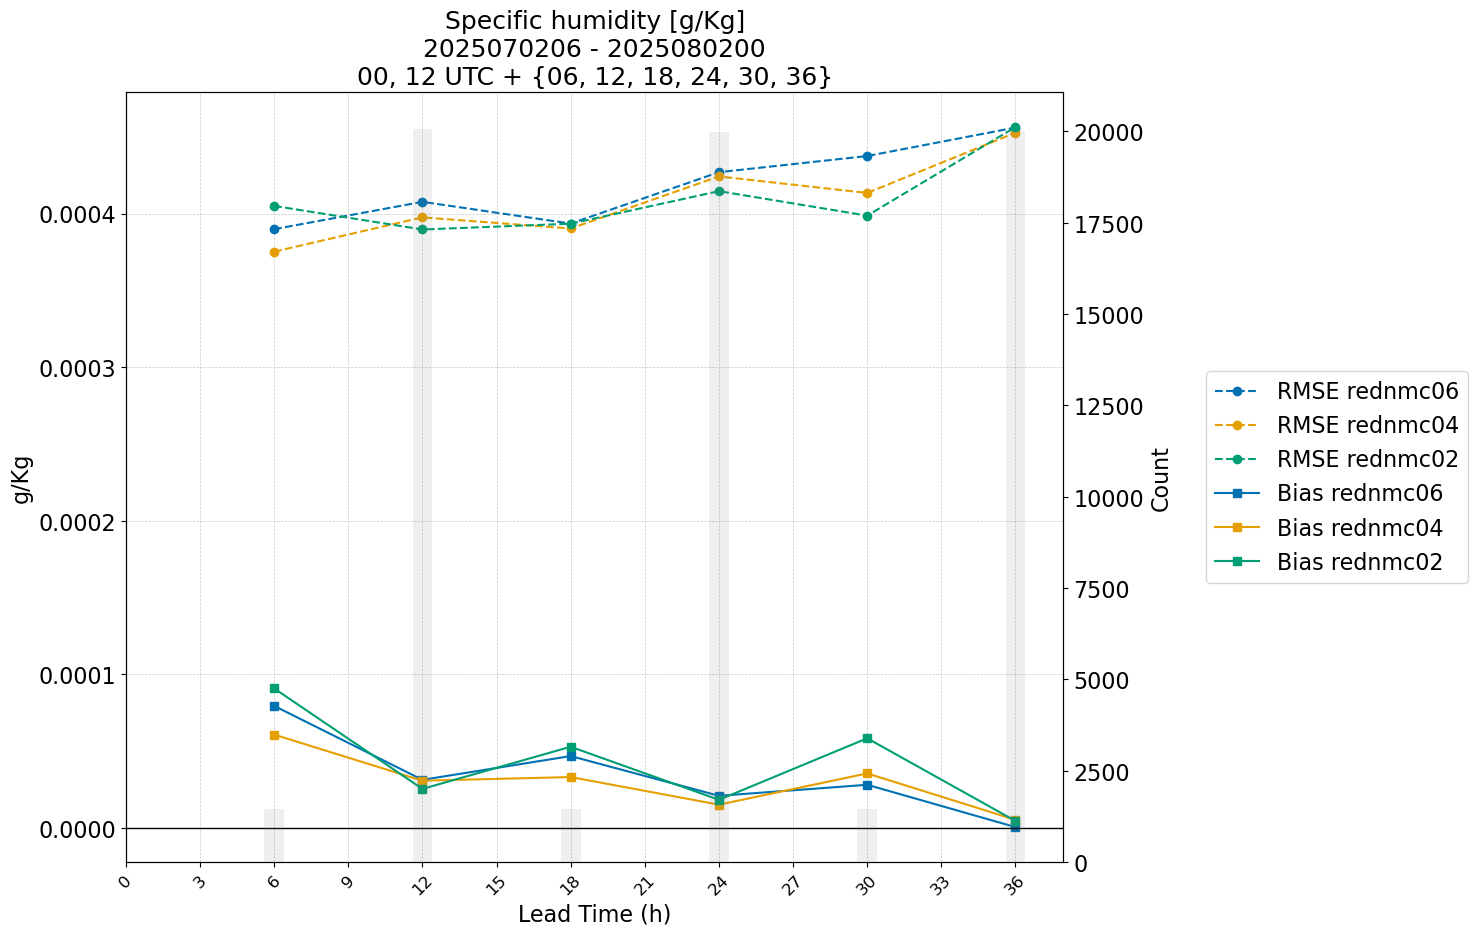 Specific humidity [g/Kg]
2025070206 - 2025080200
00, 12 UTC + {06, 12, 18, 24, 30, 36}
g/Kg
0.0004
0.0003
0.0002
0.0001
0.0000
0
3
6
9
12
15
18
21
24
27
30
33
36
Lead Time (h)
20000
17500
15000
12500
10000
7500
5000
2500
0
Count
RMSE rednmc06
RMSE rednmc04
RMSE rednmc02
Bias rednmc06
Bias rednmc04
Bias rednmc02